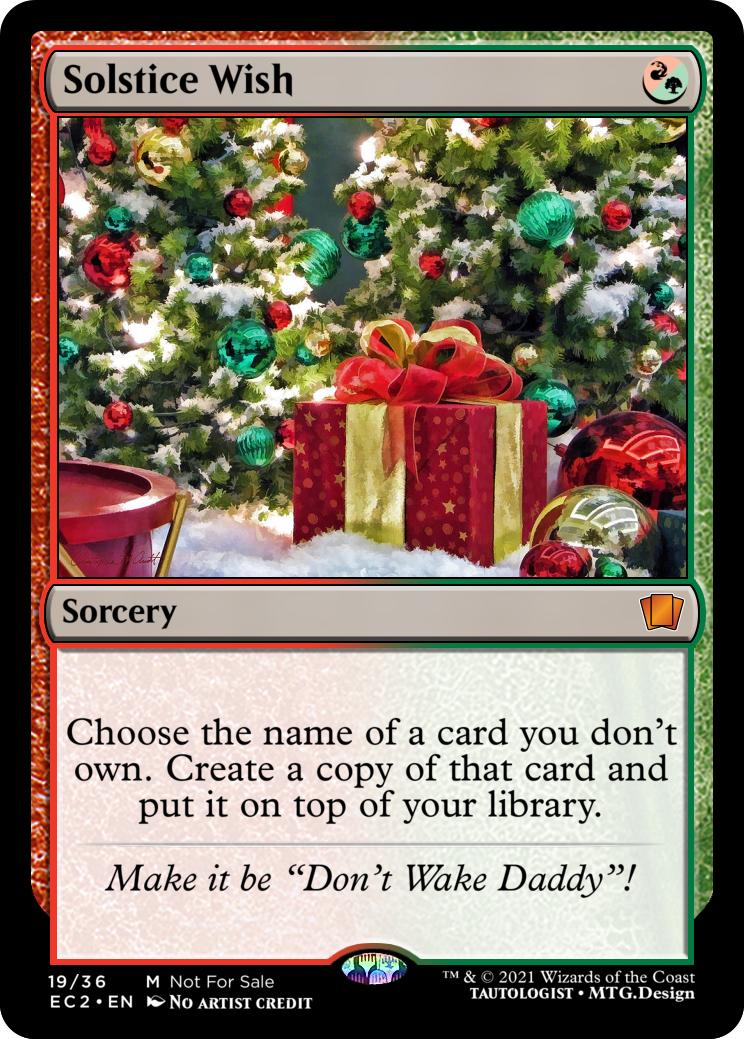 Solstice Wish
Sorcery
Choose the name of a card you don't
own. Create a copy of that card and
put it on top of your library.
Make it be “Don't Wake Daddy”!
19/36 M Not For Sale
EC2 • EN No artist credit
™ & © 2021 Wizards of the Coast
TAUTOLOGIST • MTG.Design